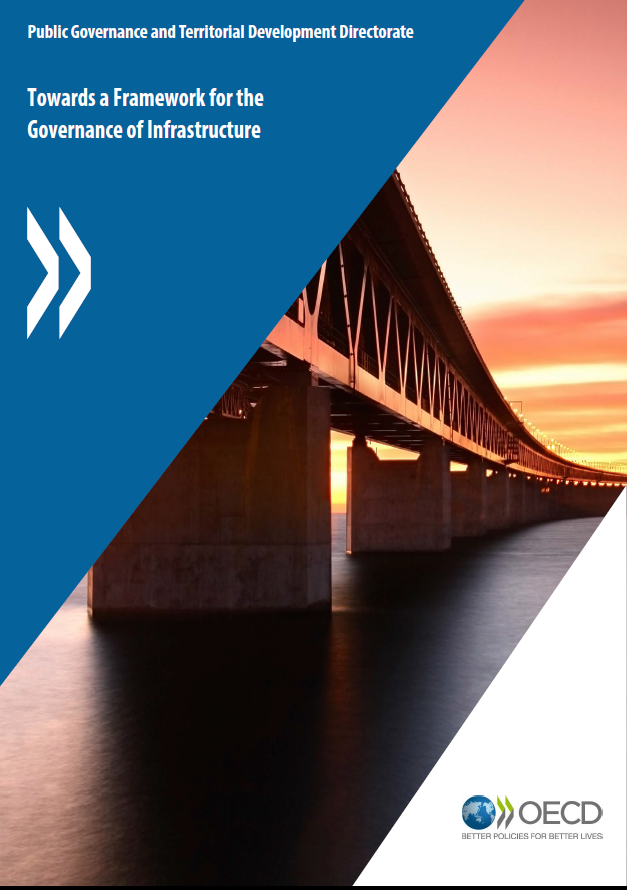 Public Governance and Territorial Development Directorate
Towards a Framework for the
Governance of Infrastructure
OECD
BETTER POLICIES FOR BETTER LIVES